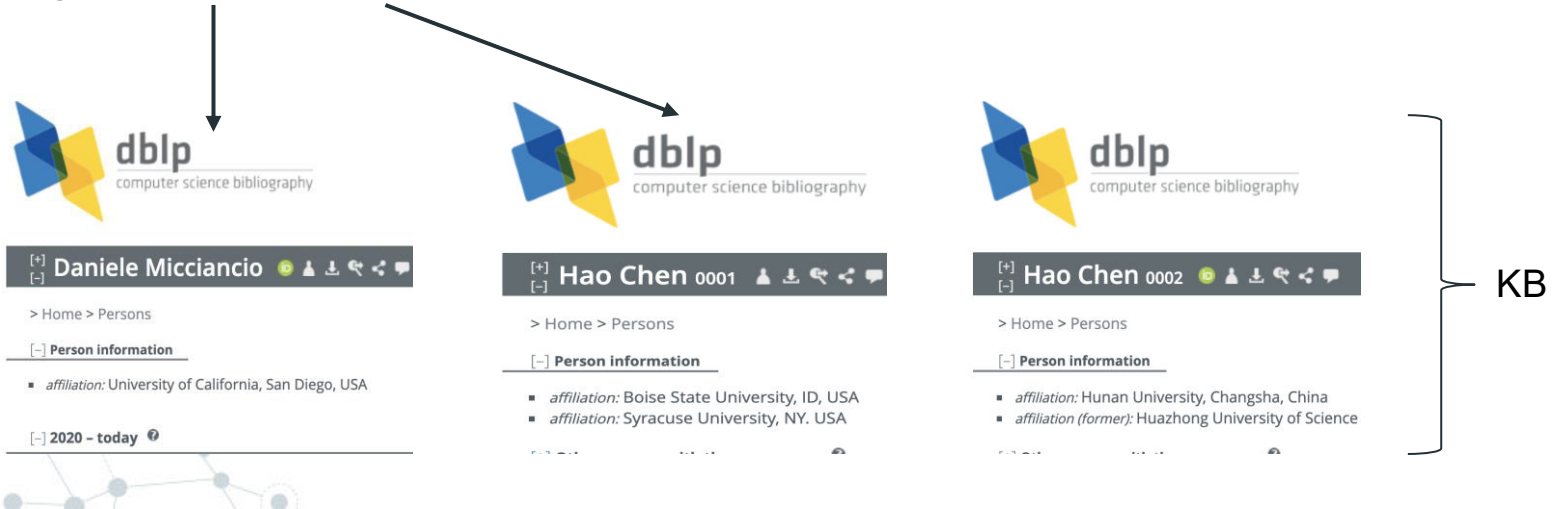 dblp
computer science bibliography
[+]
[–]
Daniele Micciancio
> Home > Persons
[–] Person information
▪ affiliation: University of California, San Diego, USA
[–] 2020 – today
dblp
computer science bibliography
[+]
[–]
Hao Chen 0001
> Home > Persons
[–] Person information
▪ affiliation: Boise State University, ID, USA
▪ affiliation: Syracuse University, NY. USA
dblp
computer science bibliography
[+]
[–]
Hao Chen 0002
> Home > Persons
[–] Person information
▪ affiliation: Hunan University, Changsha, China
▪ affiliation (former): Huazhong University of Science
KB